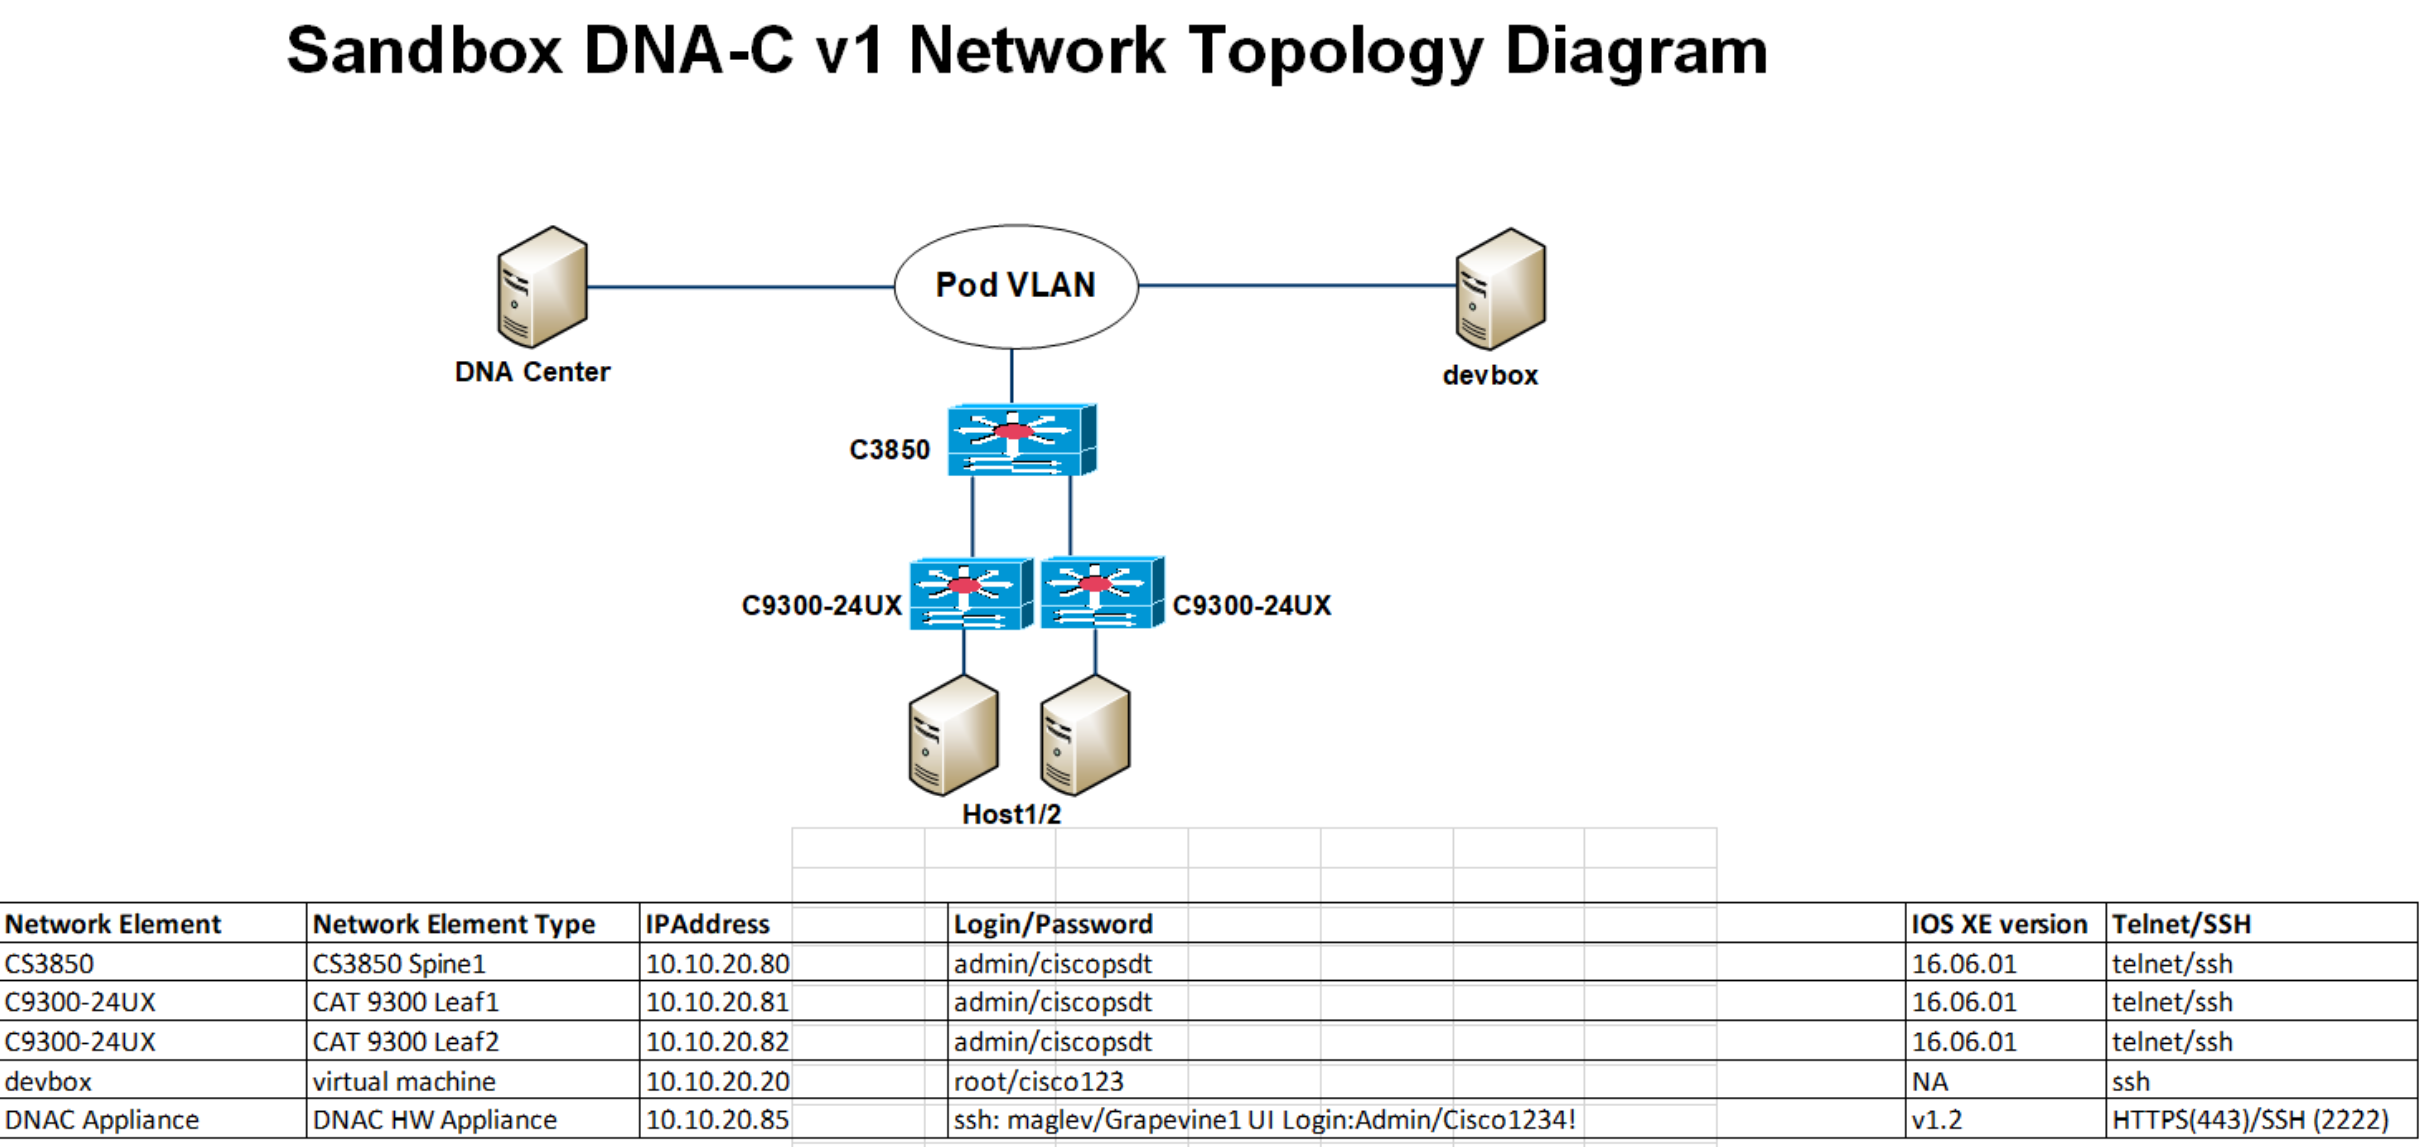 Sandbox DNA-C v1 Network Topology Diagram
Pod VLAN
DNA Center
devbox
C3850
C9300-24UX
C9300-24UX
Host1/2
Network Element Network Element Type IPAddress Login/Password IOS XE version Telnet/SSH
CS3850 CS3850 Spine1 10.10.20.80 admin/ciscopsdt 16.06.01 telnet/ssh
C9300-24UX CAT 9300 Leaf1 10.10.20.81 admin/ciscopsdt 16.06.01 telnet/ssh
C9300-24UX CAT 9300 Leaf2 10.10.20.82 admin/ciscopsdt 16.06.01 telnet/ssh
devbox virtual machine 10.10.20.20 root/cisco123 NA ssh
DNAC Appliance DNAC HW Appliance 10.10.20.85 ssh: maglev/Grapevine1 UI Login:Admin/Cisco1234! v1.2 HTTPS(443)/SSH (2222)